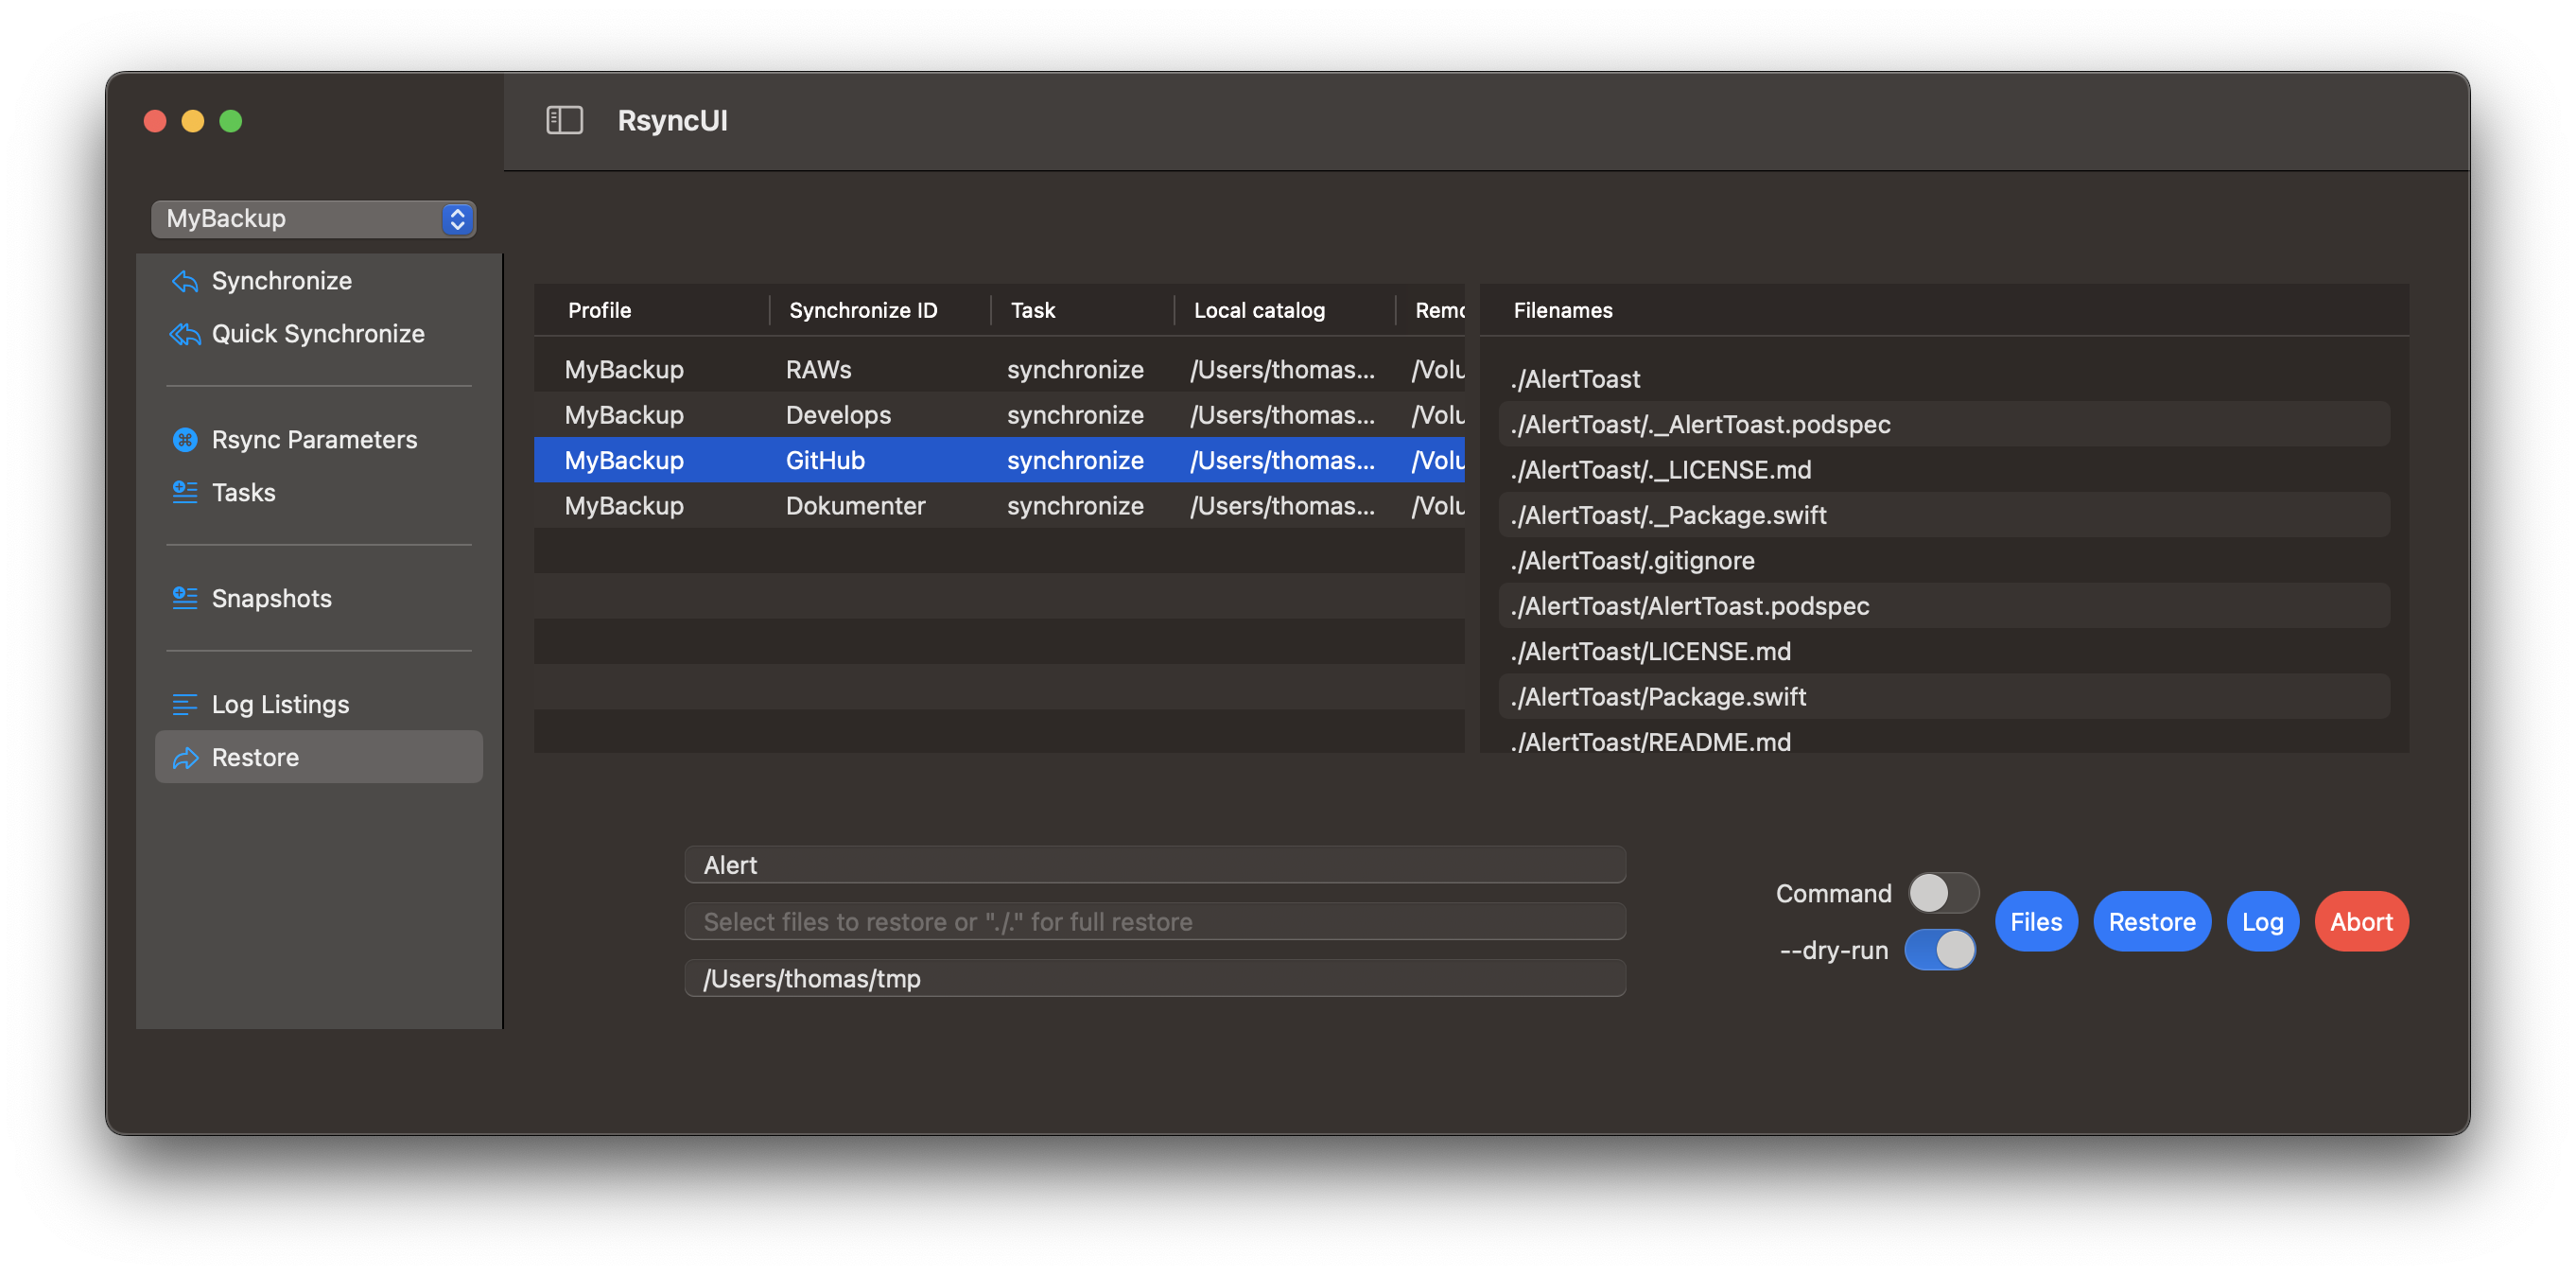 RsyncUI
MyBackup
Synchronize
Quick Synchronize
Rsync Parameters
Tasks
Snapshots
Log Listings
Restore
Profile Synchronize ID Task Local catalog Remo
MyBackup RAWs synchronize /Users/thomas... /Volu
MyBackup Develops synchronize /Users/thomas... /Volu
MyBackup GitHub synchronize /Users/thomas... /Volu
MyBackup Dokumenter synchronize /Users/thomas... /Volu
Filenames
./AlertToast
./AlertToast/._AlertToast.podspec
./AlertToast/._LICENSE.md
./AlertToast/._Package.swift
./AlertToast/.gitignore
./AlertToast/AlertToast.podspec
./AlertToast/LICENSE.md
./AlertToast/Package.swift
./AlertToast/README.md
Alert
Select files to restore or "./." for full restore
/Users/thomas/tmp
Command
--dry-run
Files
Restore
Log
Abort